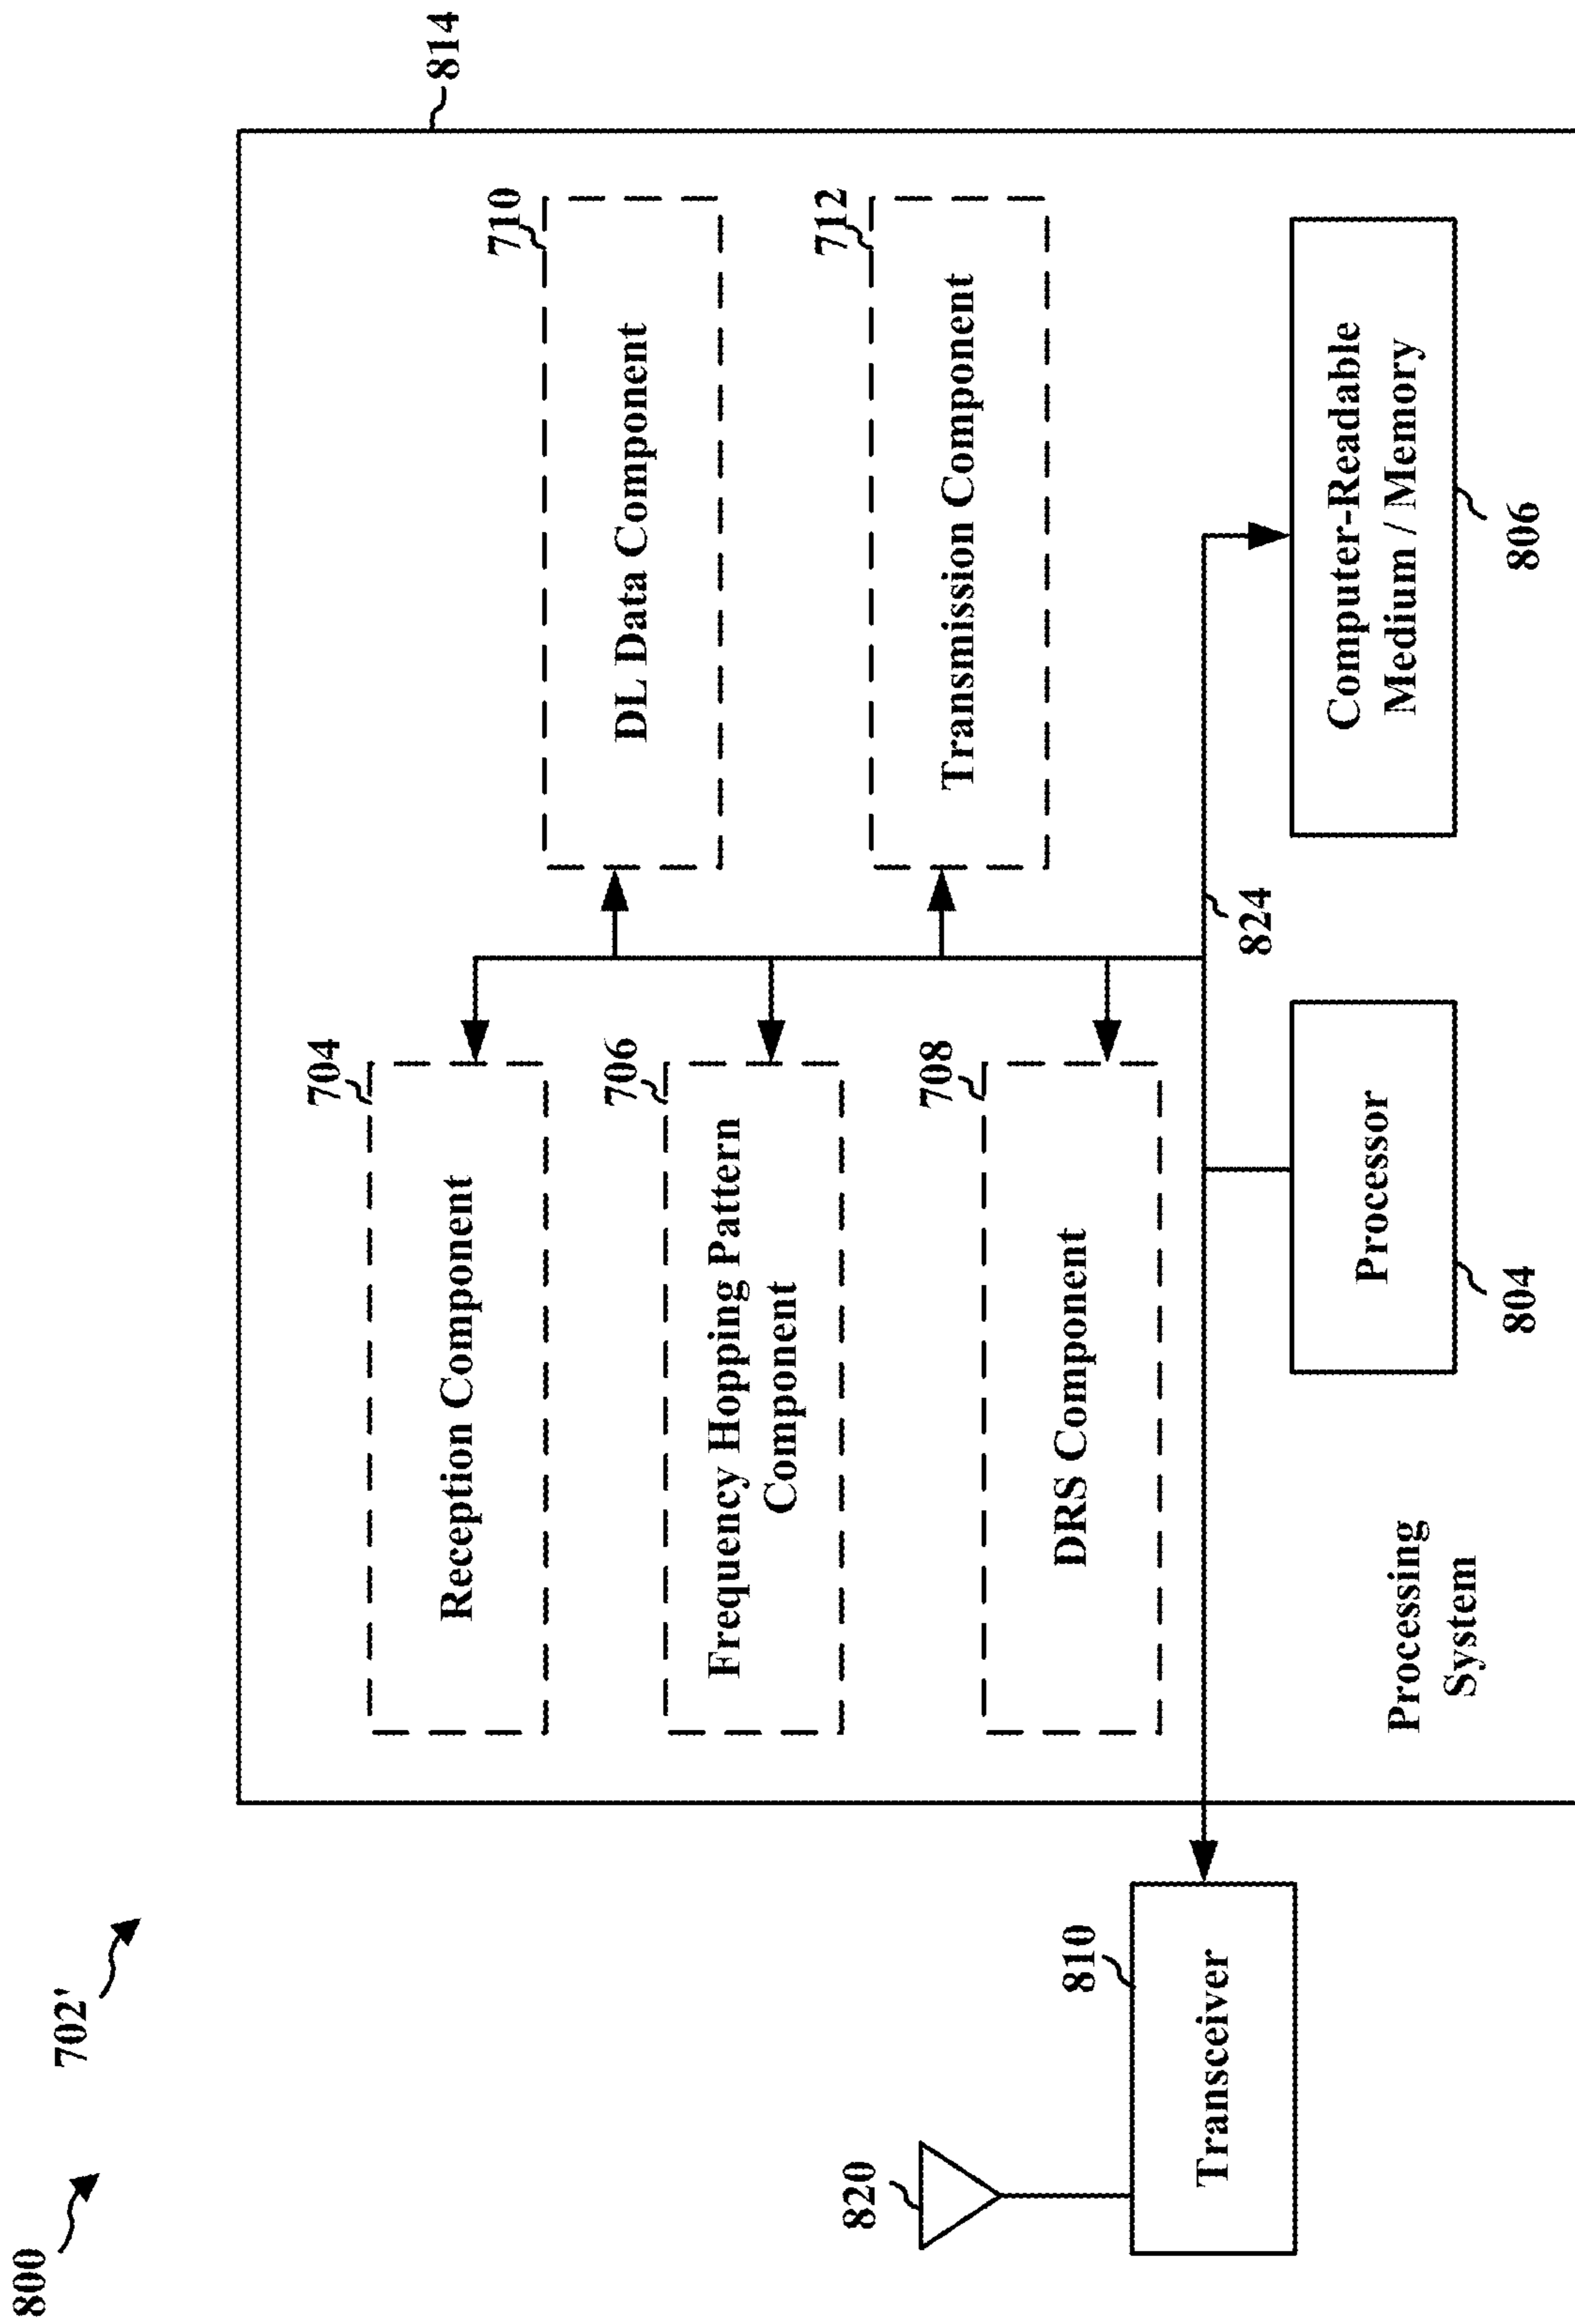 800
702'
814
704
Reception Component
710
DL Data Component
706
Frequency Hopping Pattern
Component
712
Transmission Component
708
DRS Component
820
810
Transceiver
824
Processing
System
Processor
804
Computer-Readable
Medium / Memory
806